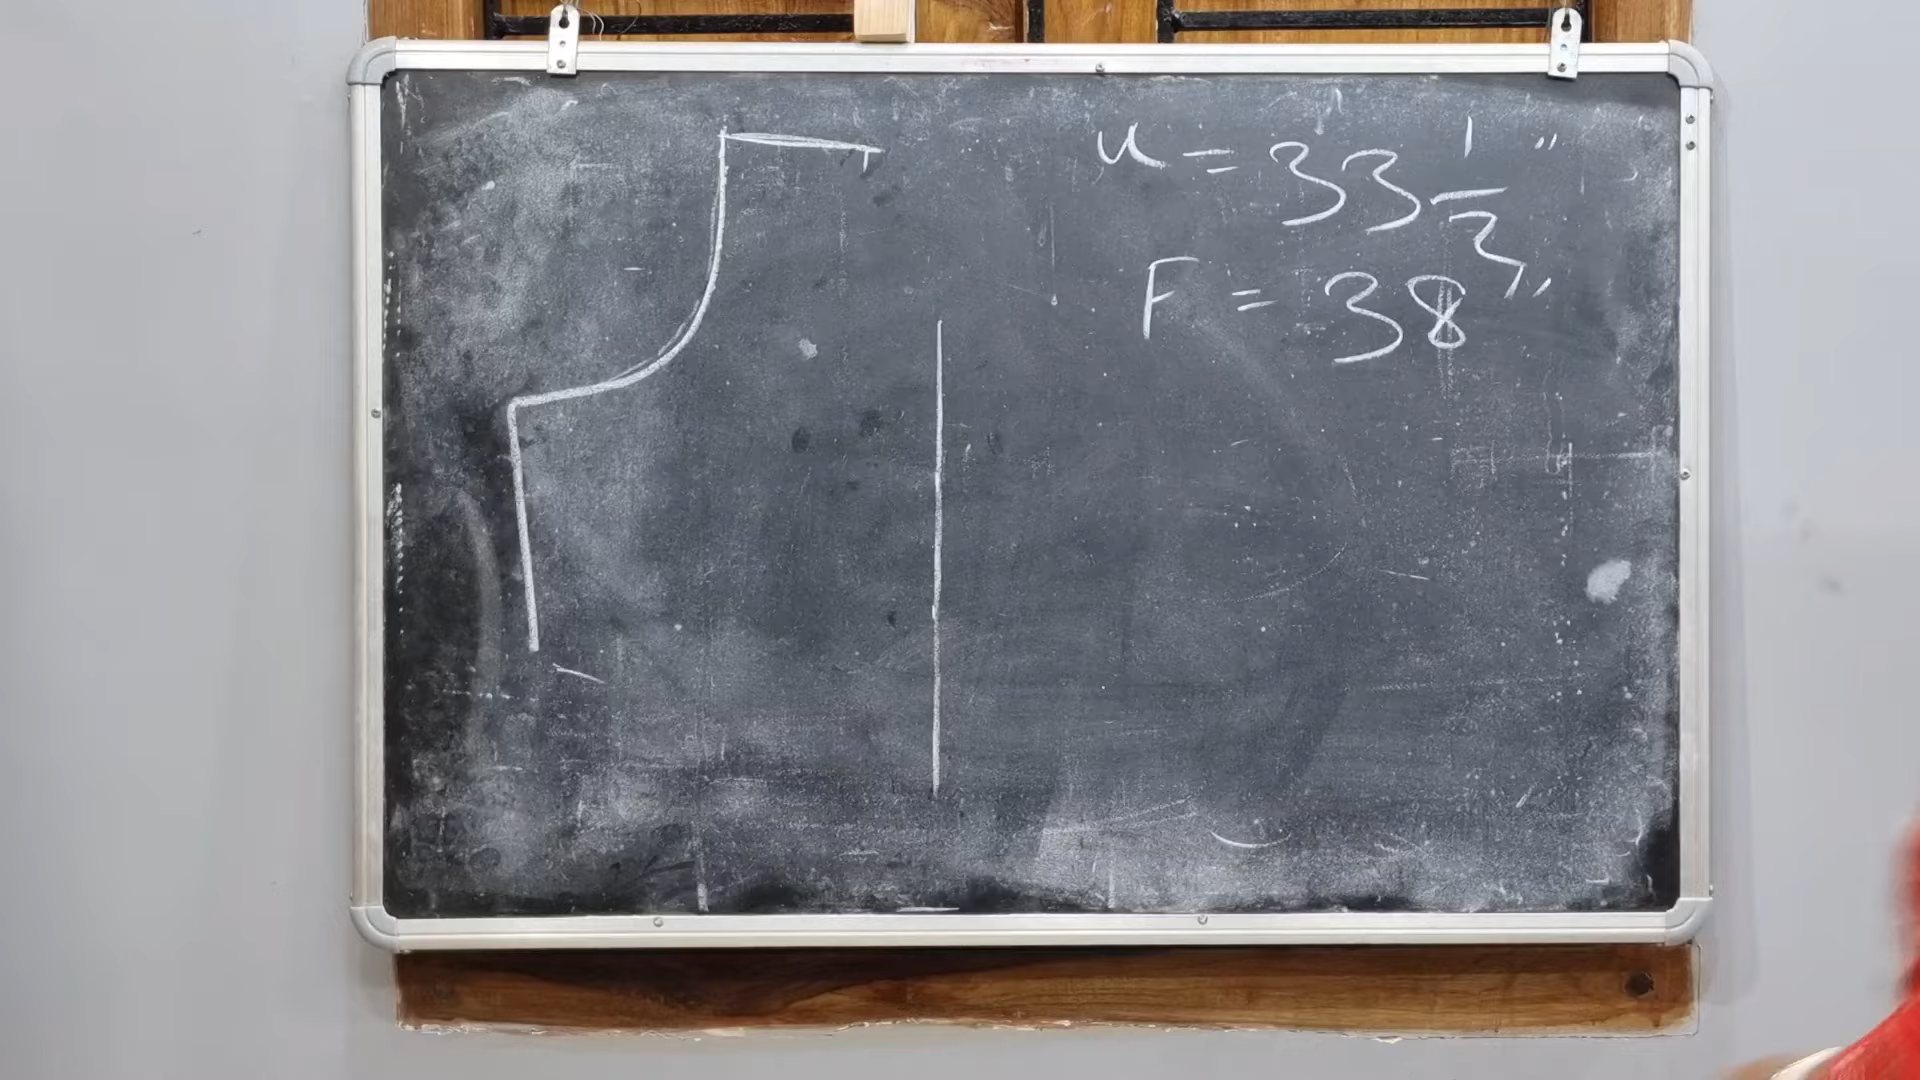 U = 33 1/2 "
F = 38 "